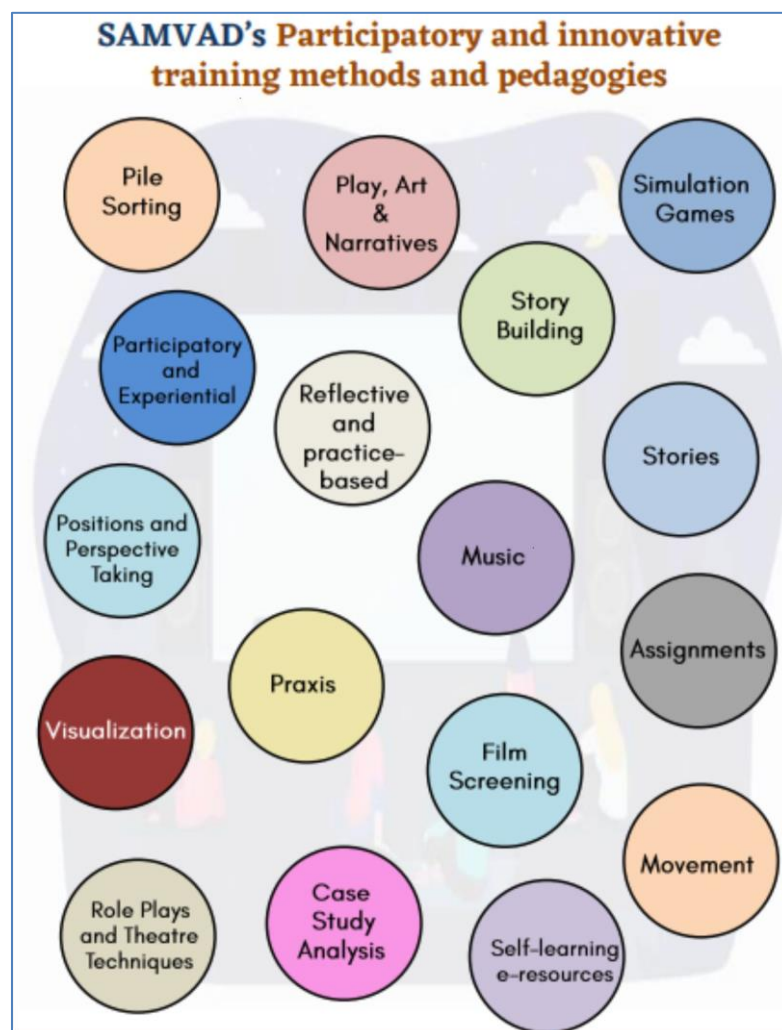 SAMVAD's Participatory and innovative
training methods and pedagogies
Pile
Sorting
Play, Art
&
Narratives
Simulation
Games
Story
Building
Participatory
and
Experiential
Reflective
and
practice-
based
Stories
Positions and
Perspective
Taking
Music
Assignments
Praxis
Visualization
Film
Screening
Movement
Role Plays
and Theatre
Techniques
Case
Study
Analysis
Self-learning
e-resources